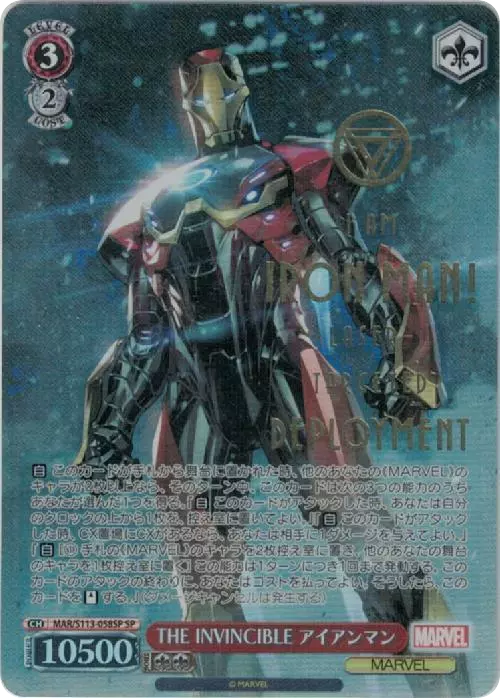 LEVEL
3
2
COST
I AM
IRON MAN!
LASER-
TARGETED
DEPLOYMENT
【自】 このカードが手札から舞台に置かれた時、他のあなたの《MARVEL》の
キャラが2枚以上なら、そのターン中、このカードは次の3つの能力のうち
あなたが選んだ1つを得る。『【自】 このカードがアタックした時、あなたは自分
のクロックの上から1枚を、控え室に置いてよい。』『【自】 このカードがアタック
した時、CX置場にCXがあるなら、あなたは相手に1ダメージを与えてよい。』
『【自】［⑴ 手札の《MARVEL》のキャラを2枚控え室に置き、他のあなたの舞台
のキャラを1枚控え室に置く］ この能力は1ターンにつき1回まで発動する。こ
のカードのアタックの終わりに、あなたはコストを払ってよい。そうしたら、この
カードを
する。』（ダメージキャンセルは発生する）
CH
MAR/S113-058SP SP
THE INVINCIBLE アイアンマン
MARVEL
POWER
10500
SOUL
MARVEL
© MARVEL